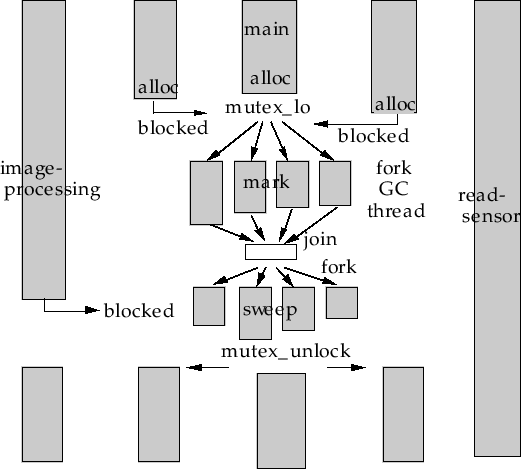 main
alloc
alloc
alloc
mutex_lo
blocked
blocked
image-
processing
mark
fork
GC
thread
read-
sensor
join
fork
blocked
sweep
mutex_unlock